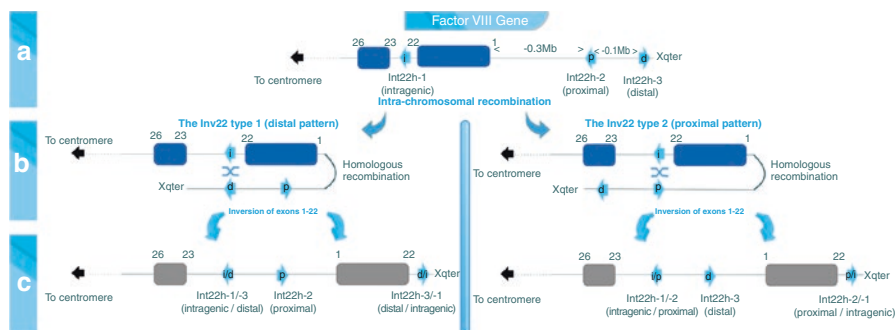 Factor VIII Gene
a
26 23 22 1
i
< -0.3Mb >
< -0.1Mb >
p d Xqter
To centromere
Int22h-1
(intragenic)
Int22h-2
(proximal)
Int22h-3
(distal)
Intra-chromosomal recombination
The Inv22 type 1 (distal pattern)
The Inv22 type 2 (proximal pattern)
b
To centromere
26 23 22 1
i
Homologous
recombination
Xqter d p
Inversion of exons 1-22
To centromere
26 23 22 1
i
Homologous
recombination
Xqter d p
Inversion of exons 1-22
c
26 23 1 22
i/d p d/i Xqter
To centromere
Int22h-1/-3
(intragenic / distal)
Int22h-2
(proximal)
Int22h-3/-1
(distal / intragenic)
26 23 1 22
i/p d p/i Xqter
To centromere
Int22h-1/-2
(intragenic / proximal)
Int22h-3
(distal)
Int22h-2/-1
(proximal / intragenic)